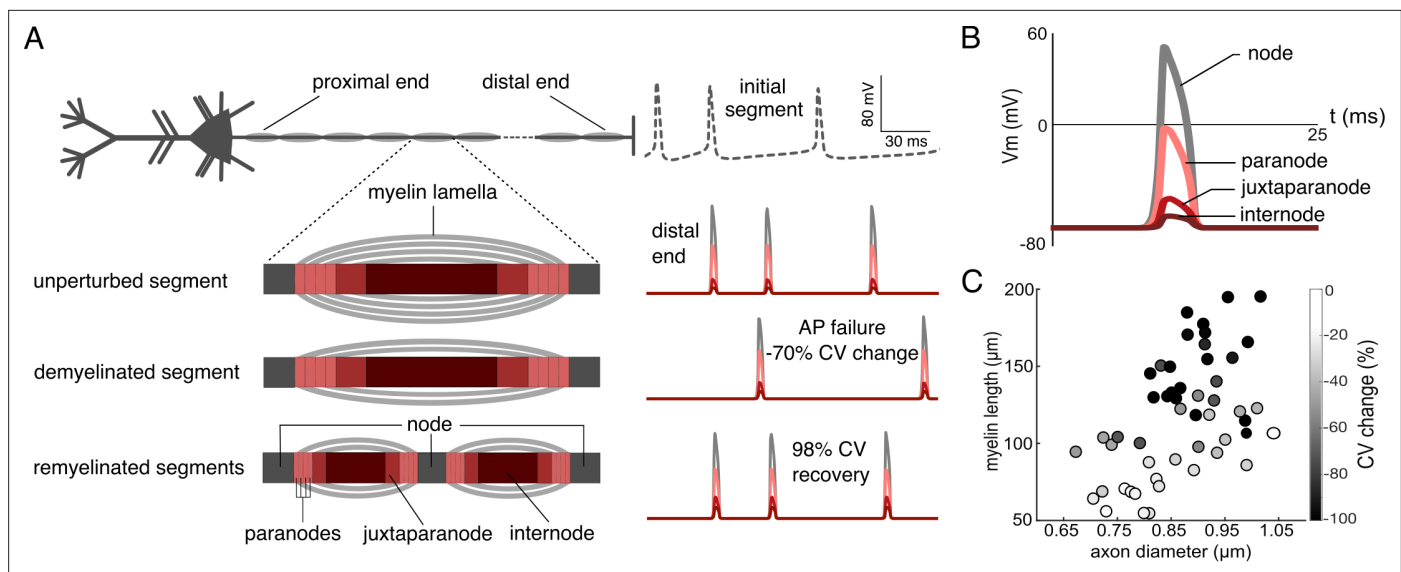 A
proximal end
distal end
initial
segment
80 mV
30 ms
myelin lamella
unperturbed segment
distal
end
demyelinated segment
AP failure
-70% CV change
node
remyelinated segments
98% CV
recovery
paranodes
juxtaparanode
internode
B
60
0
-80
Vm (mV)
t (ms)
25
node
paranode
juxtaparanode
internode
C
200
150
100
50
myelin length (µm)
0.65
0.75
0.85
0.95
1.05
axon diameter (µm)
0
-20
-40
-60
-80
-100
CV change (%)